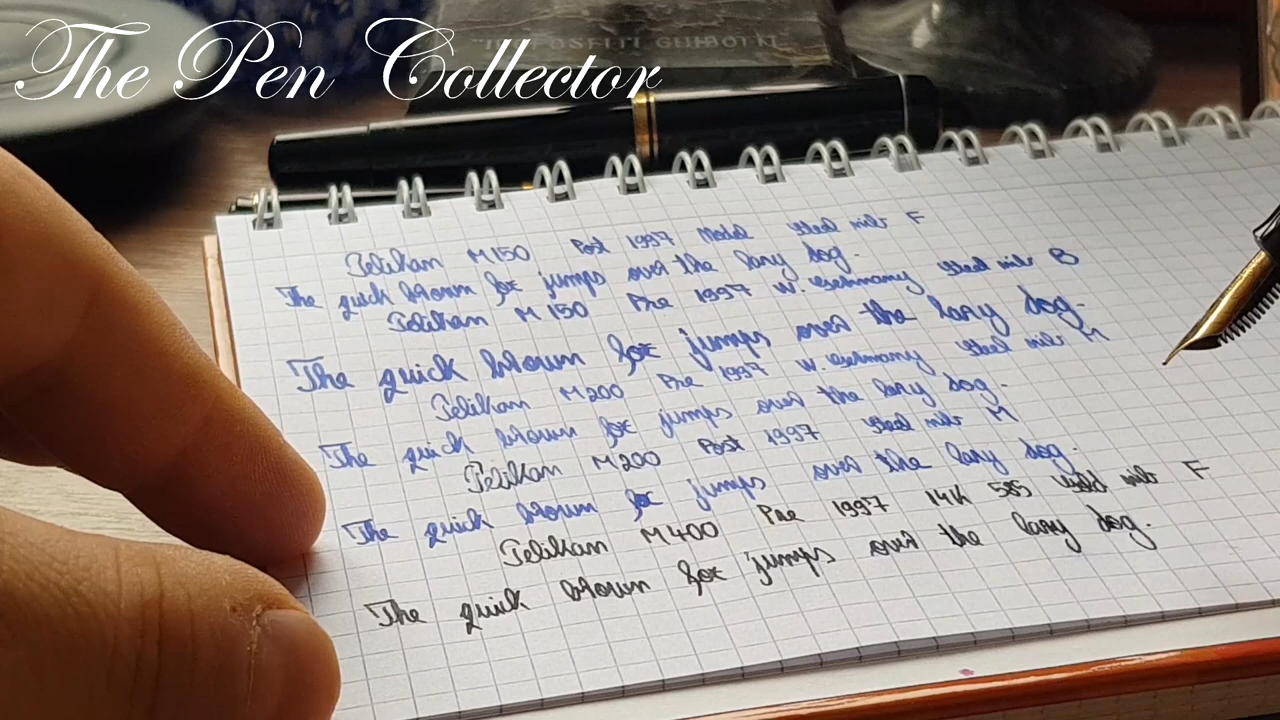 The Pen Collector
Pelikan M150 Post 1997 Model Steel nib F
The quick brown fox jumps over the lazy dog.
Pelikan M150 Pre 1997 W. Germany Steel nib B
The quick brown fox jumps over the lazy dog.
Pelikan M200 Pre 1997 W. Germany Steel nib M
The quick brown fox jumps over the lazy dog.
Pelikan M200 Post 1997 Steel nib M
The quick brown fox jumps over the lazy dog.
Pelikan M400 Pre 1997 14K 585 Gold nib F
The quick brown fox jumps over the lazy dog.